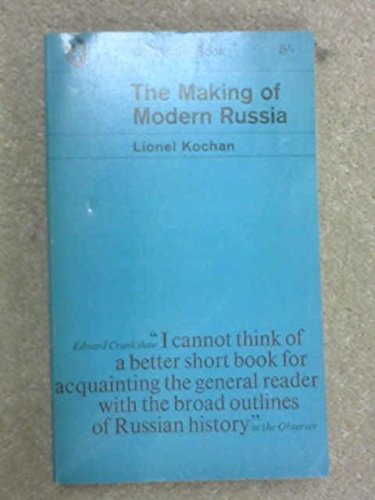 5/-
The Making of
Modern Russia
Lionel Kochan
Edward Crankshaw “I cannot think of
a better short book for
acquainting the general reader
with the broad outlines
of Russian history” in the Observer